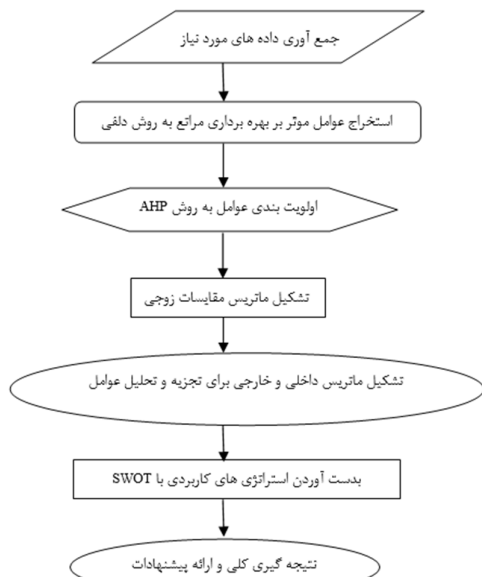 جمع آوری داده های مورد نیاز
استخراج عوامل موثر بر بهره برداری مراتع به روش دلفی
اولویت بندی عوامل به روش AHP
تشکیل ماتریس مقایسات زوجی
تشکیل ماتریس داخلی و خارجی برای تجزیه و تحلیل عوامل
بدست آوردن استراتژی های کاربردی با SWOT
نتیجه گیری کلی و ارائه پیشنهادات